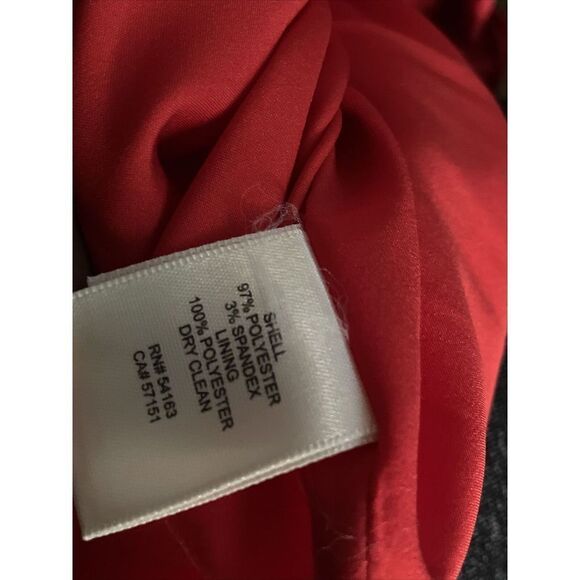 SHELL
97% POLYESTER
3% SPANDEX
LINING
100% POLYESTER
DRY CLEAN
RN# 54163
CA# 57151